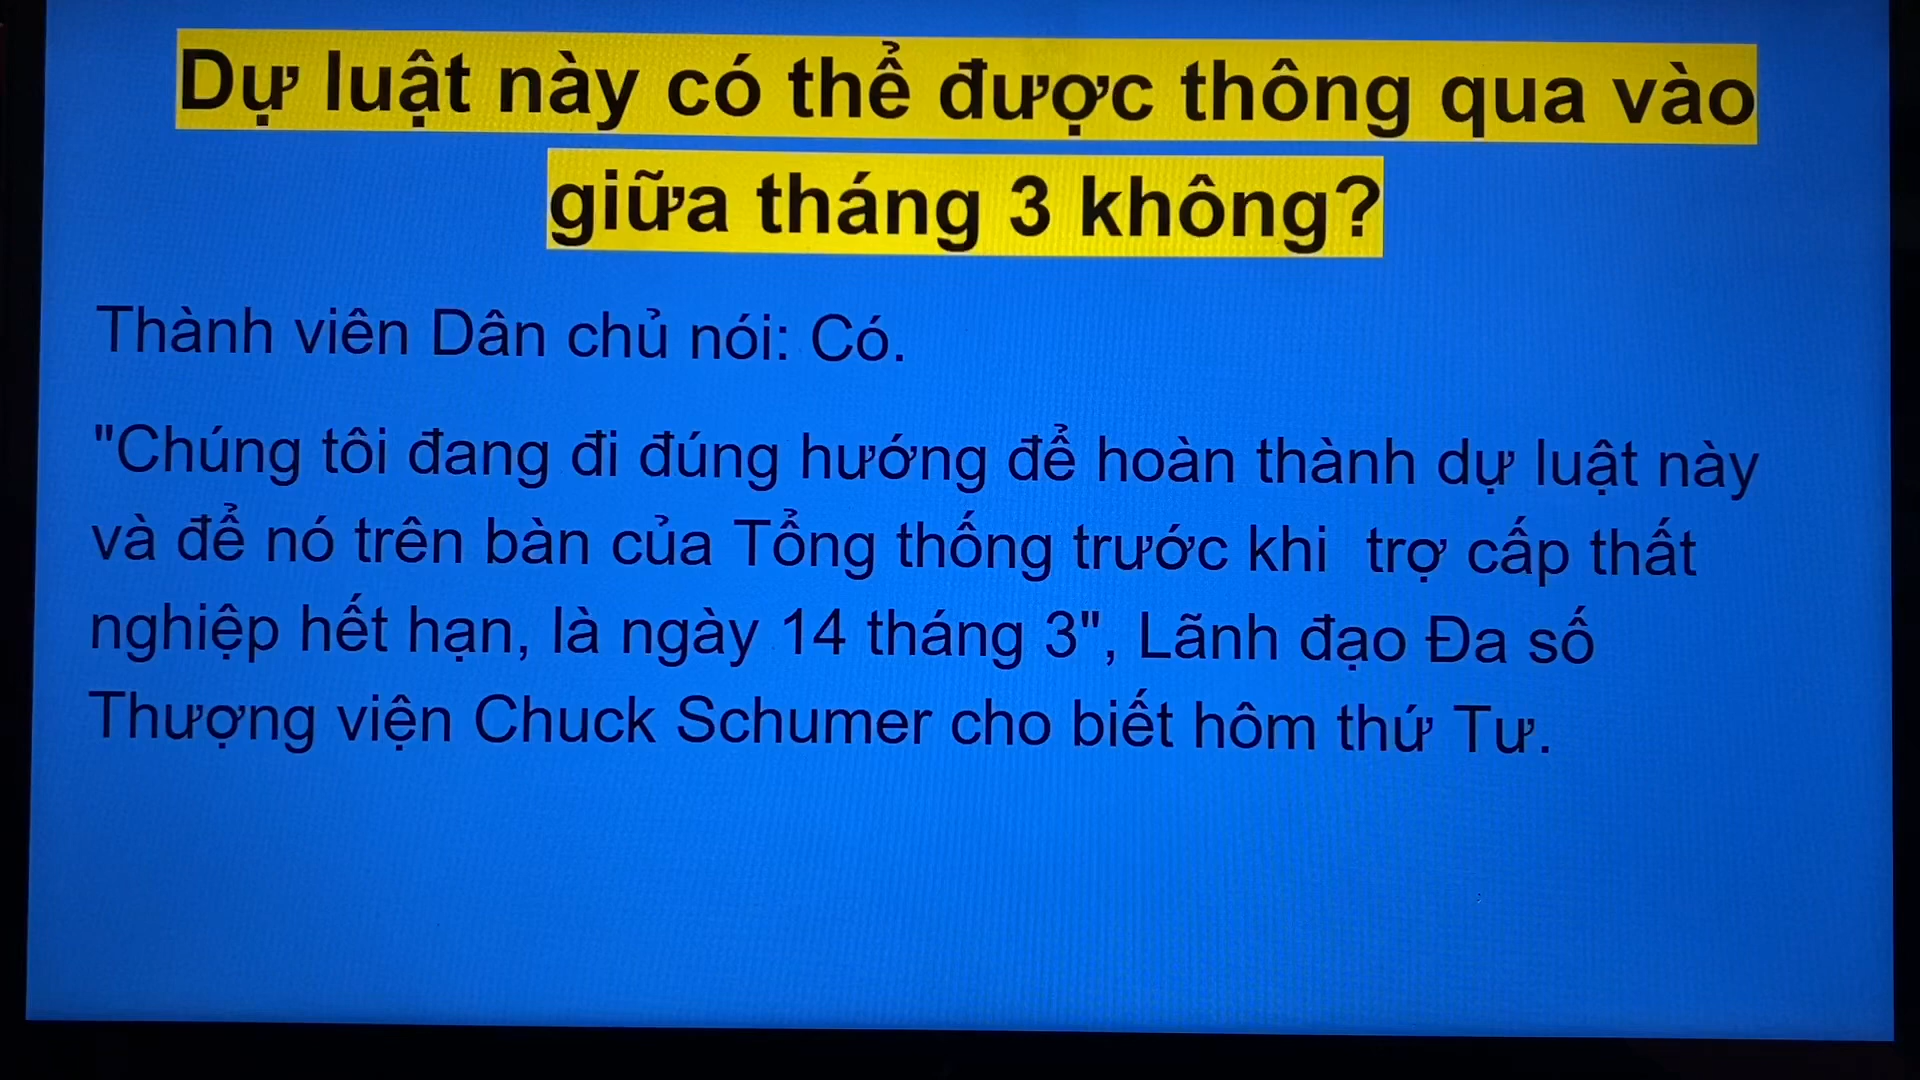 Dự luật này có thể được thông qua vào
giữa tháng 3 không?
Thành viên Dân chủ nói: Có.
"Chúng tôi đang đi đúng hướng để hoàn thành dự luật này
và để nó trên bàn của Tổng thống trước khi  trợ cấp thất
nghiệp hết hạn, là ngày 14 tháng 3", Lãnh đạo Đa số
Thượng viện Chuck Schumer cho biết hôm thứ Tư.